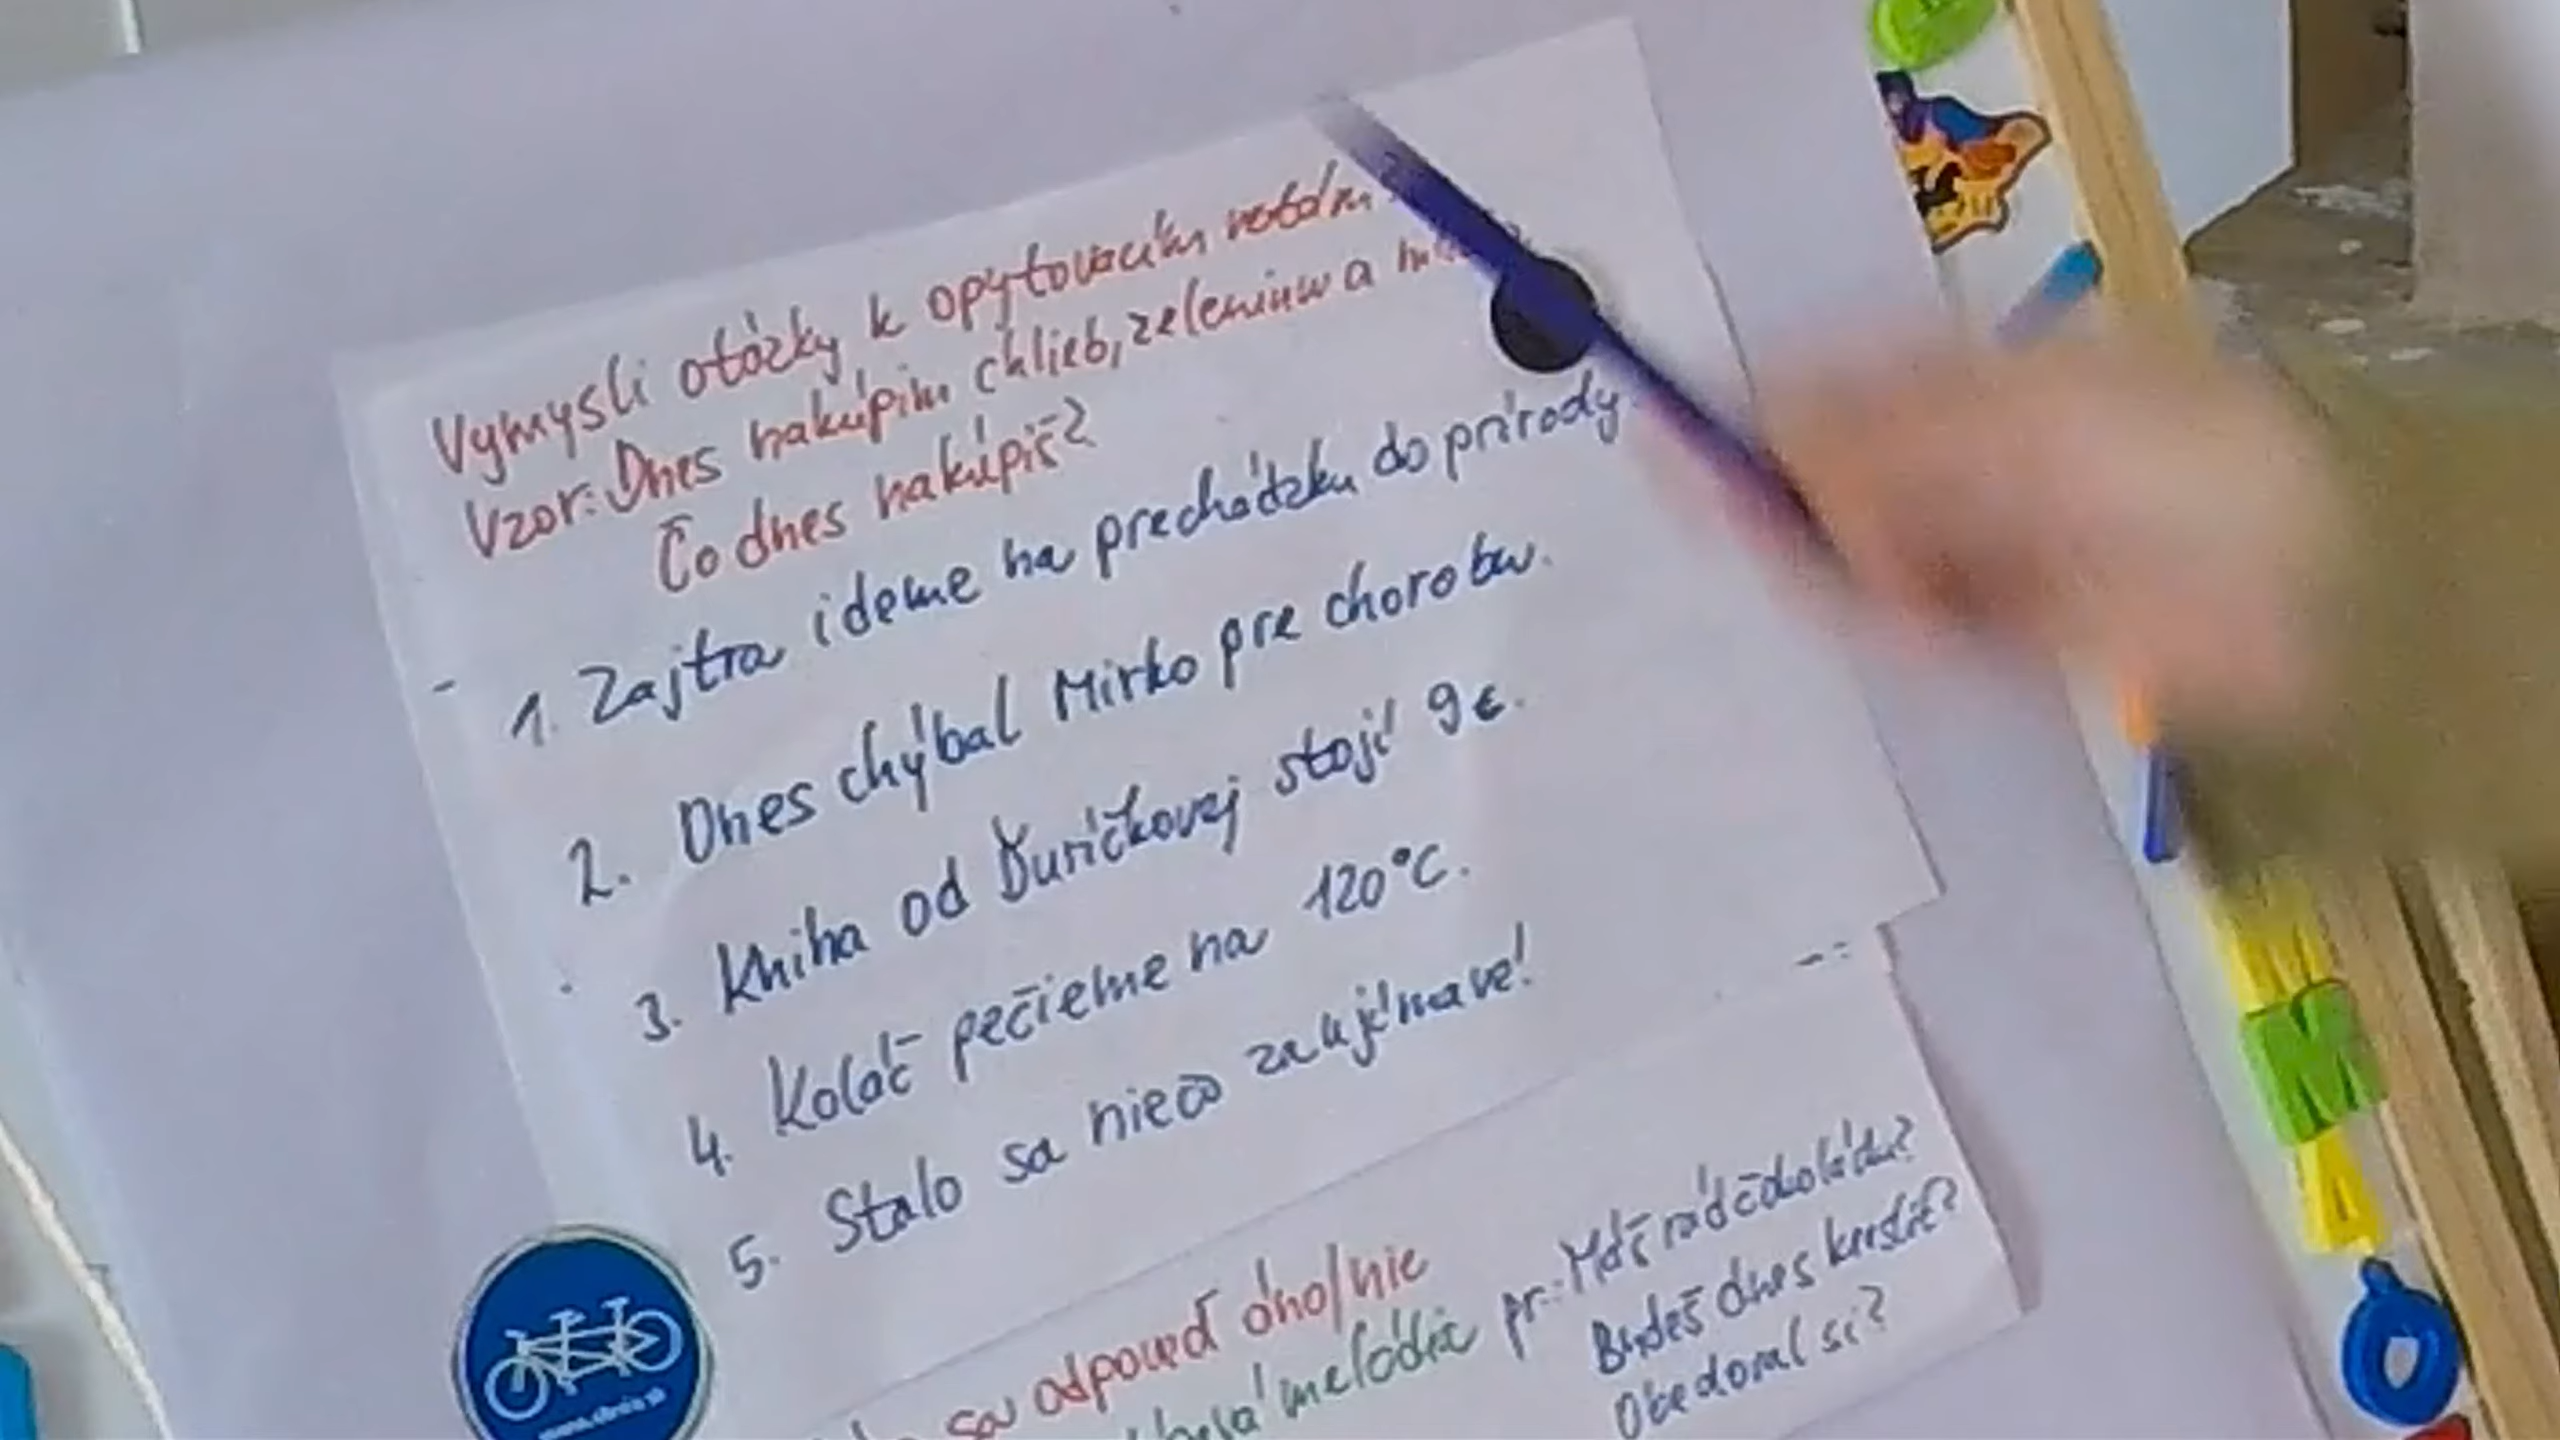 Vymysli otázky k opytovacím vetám
Vzor: Dnes nakúpim chlieb, zeleninu a
Čo dnes nakúpiš?
1. Zajtra ideme na prechádzku do prírody
2. Dnes chýbal Mirko pre chorobu.
3. Kniha od Ďuríčkovej stojí 9€.
4. Koláč pečieme na 120°C.
5. Stalo sa niečo zaujímavé!
sa odpoveď áno/nie
melódia pr.: Máš rád čokoládu?
Budeš dnes kresliť?
Obedoval si?